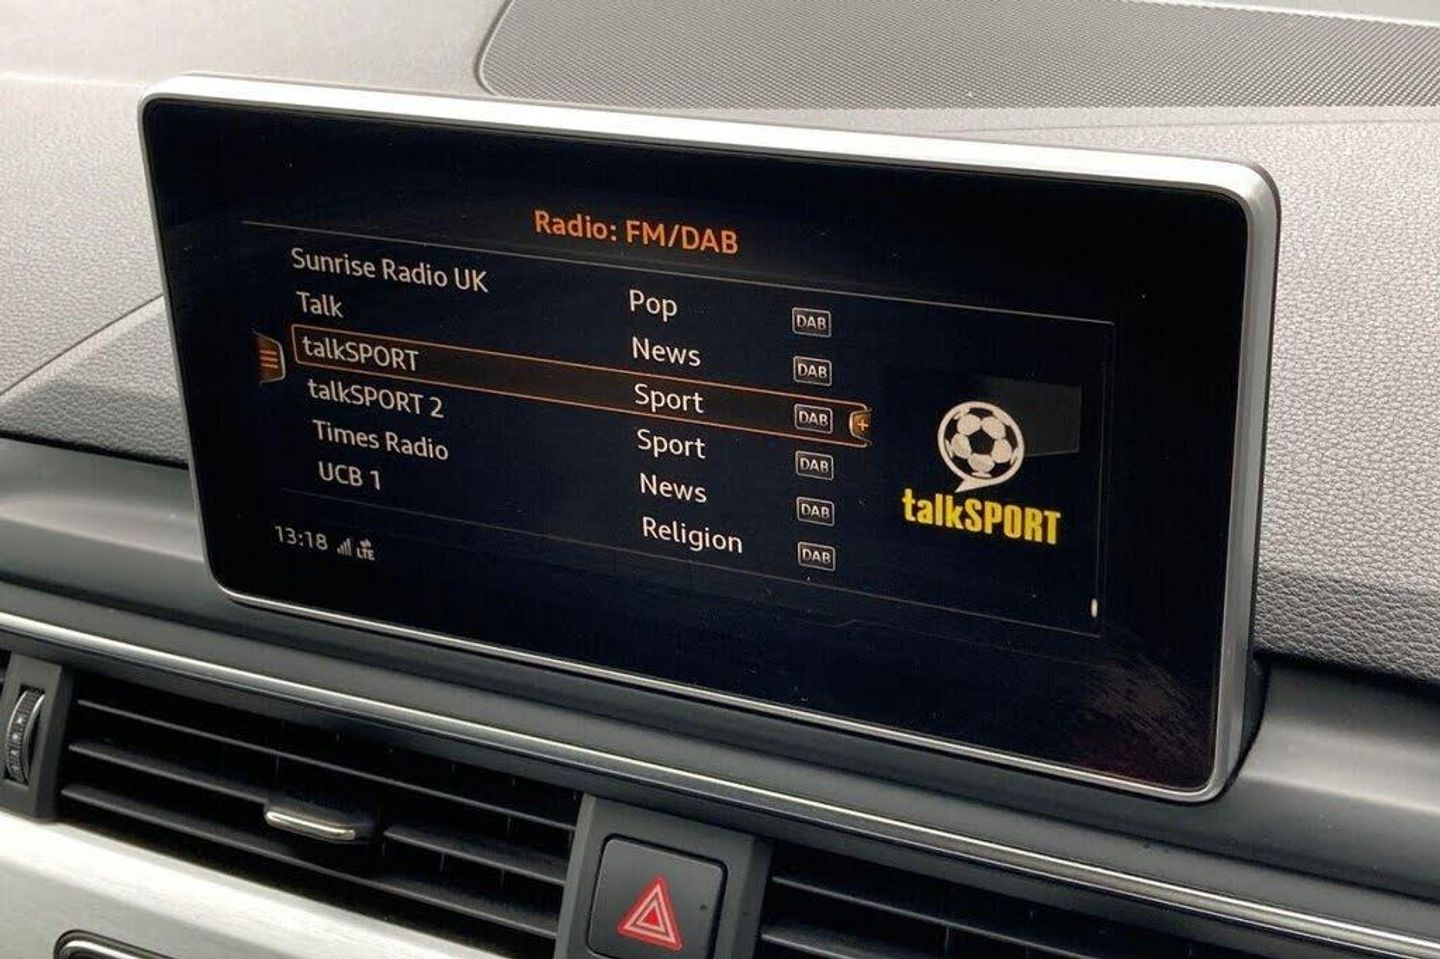 Radio: FM/DAB
Sunrise Radio UK Pop DAB
Talk News DAB
talkSPORT Sport DAB
talkSPORT 2 Sport DAB
Times Radio News DAB
UCB 1 Religion DAB
talkSPORT
13:18 LTE